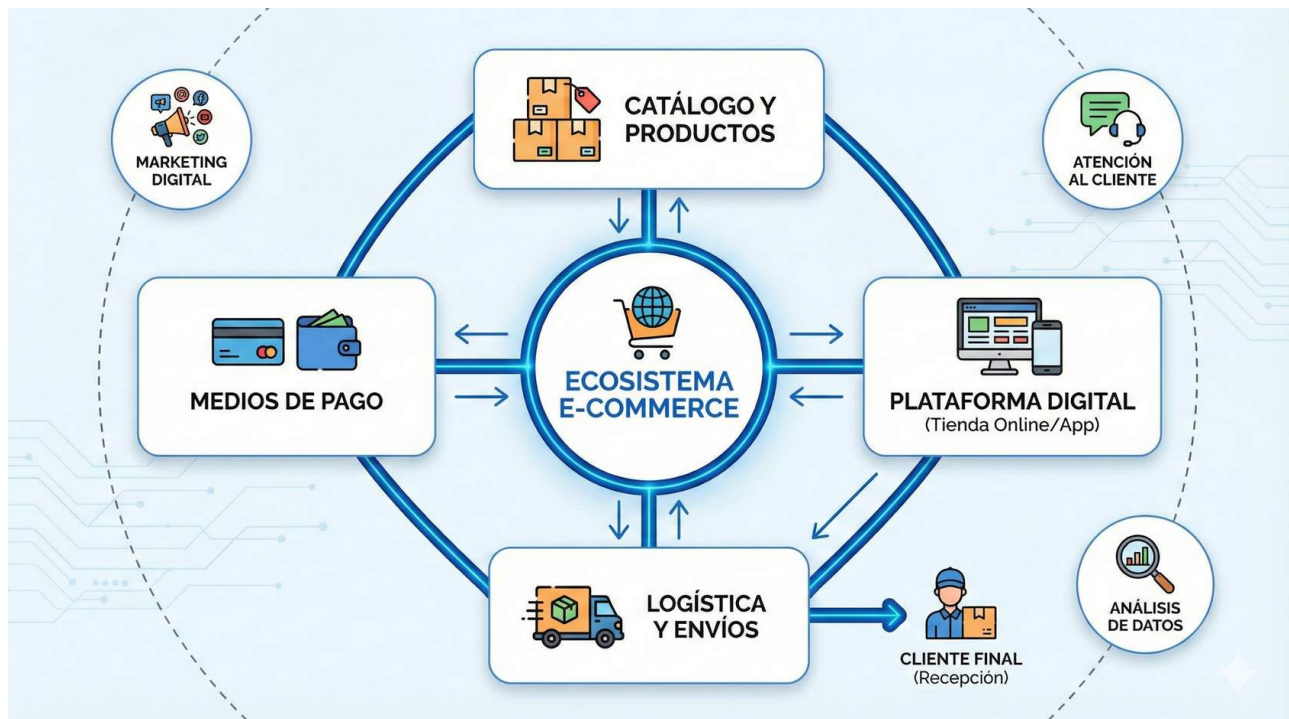 CATÁLOGO Y
PRODUCTOS
MARKETING
DIGITAL
ATENCIÓN
AL CLIENTE
MEDIOS DE PAGO
ECOSISTEMA
E-COMMERCE
PLATAFORMA DIGITAL
(Tienda Online/App)
LOGÍSTICA
Y ENVÍOS
CLIENTE FINAL
(Recepción)
ANÁLISIS
DE DATOS